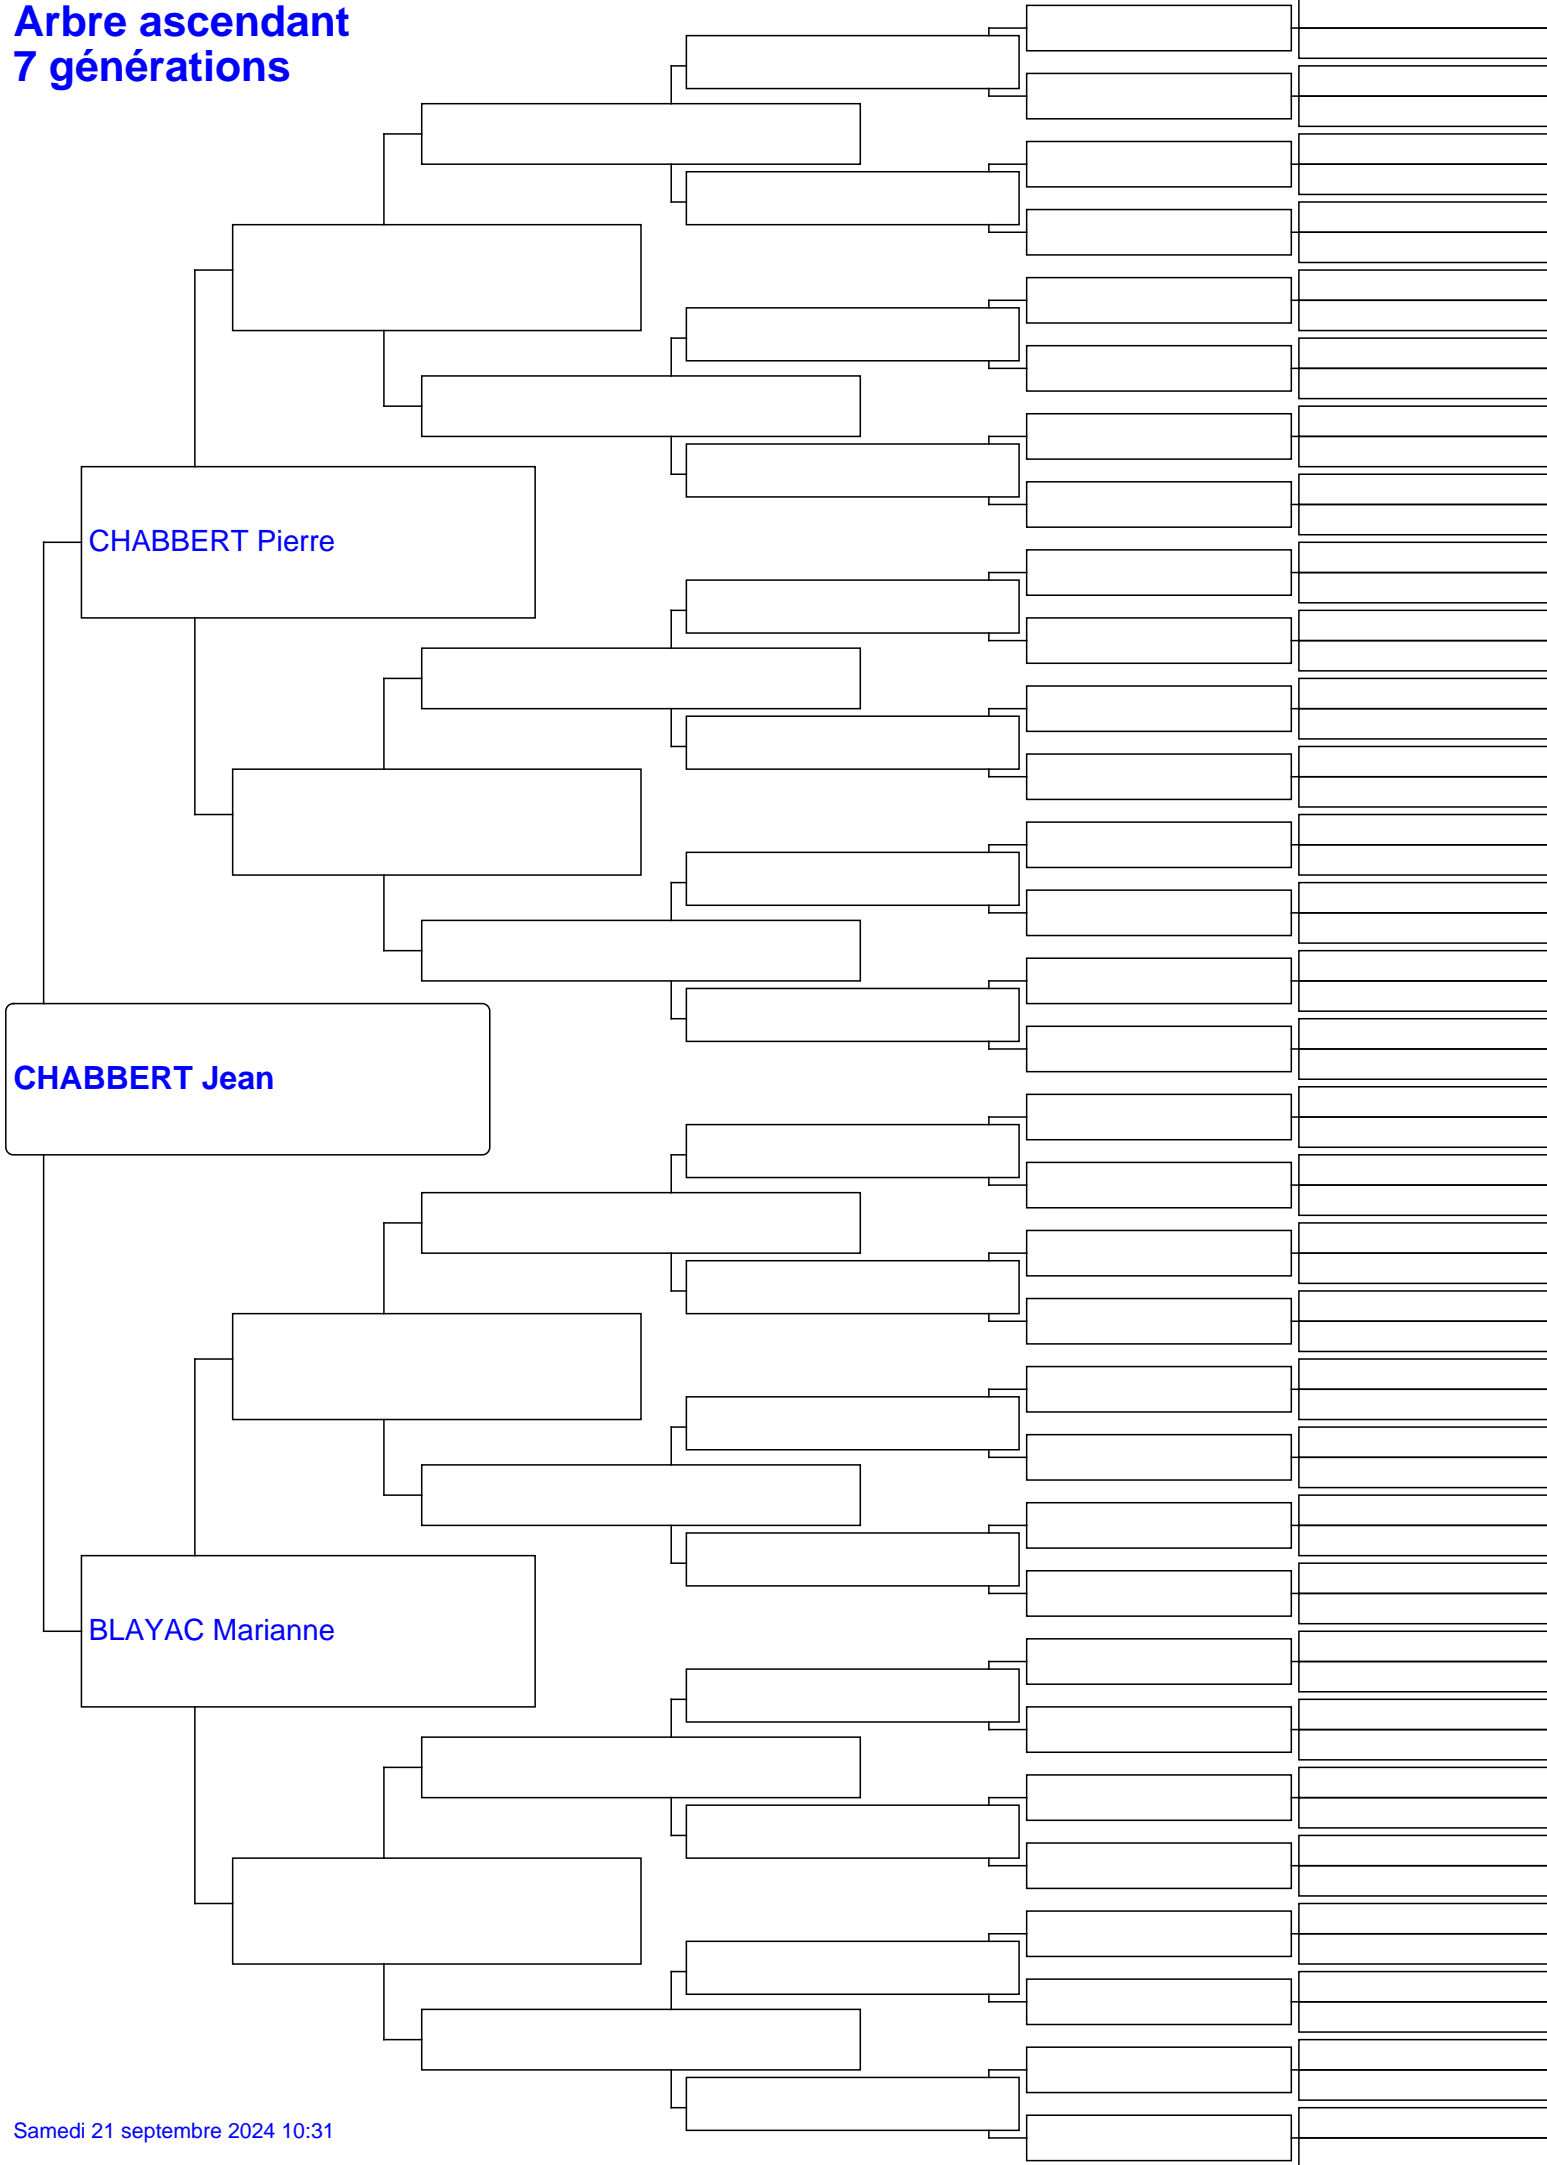 Arbre ascendant
7 générations
CHABBERT Pierre
CHABBERT Jean
BLAYAC Marianne
Samedi 21 septembre 2024 10:31